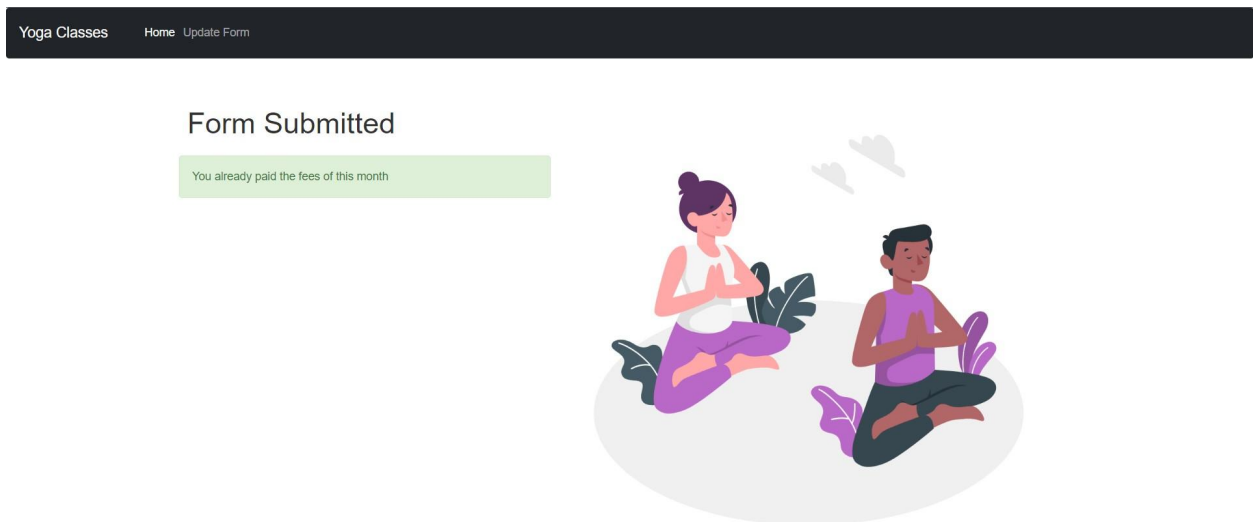 Yoga Classes Home Update Form
Form Submitted
You already paid the fees of this month